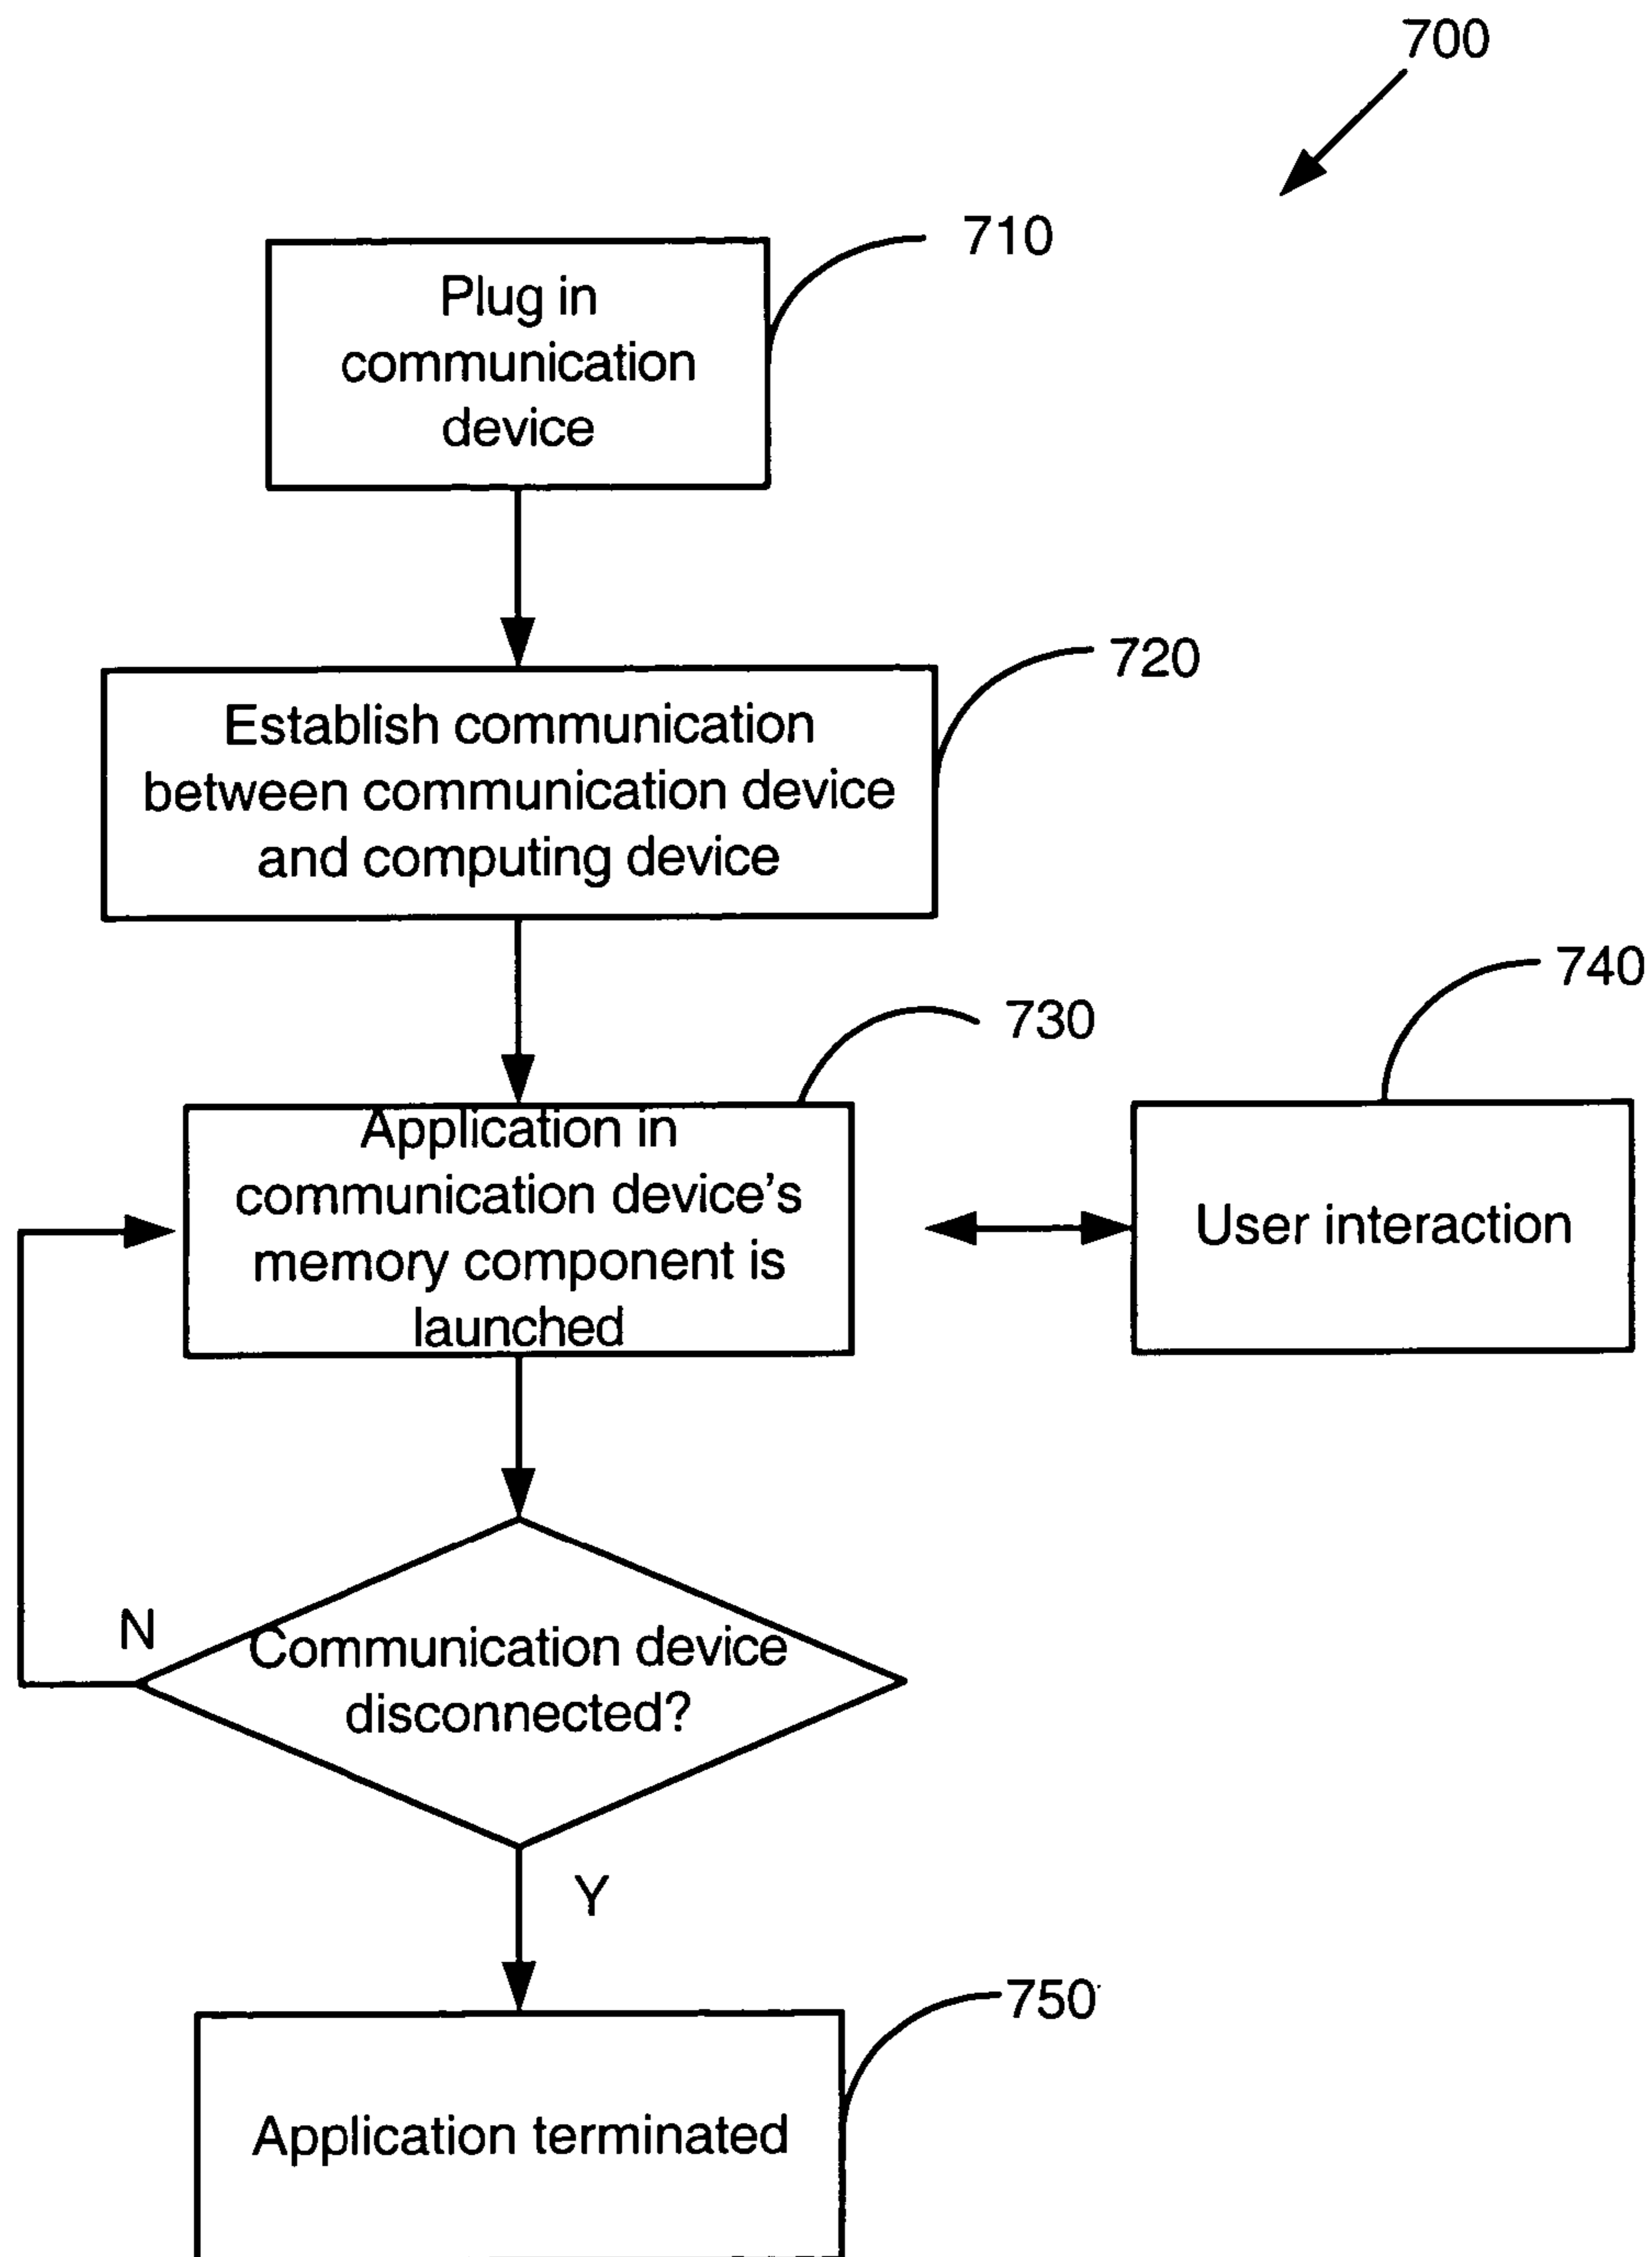 700
710
Plug in
communication
device
720
Establish communication
between communication device
and computing device
740
730
Application in
communication device's
memory component is
launched
User interaction
N
Communication device
disconnected?
Y
750
Application terminated